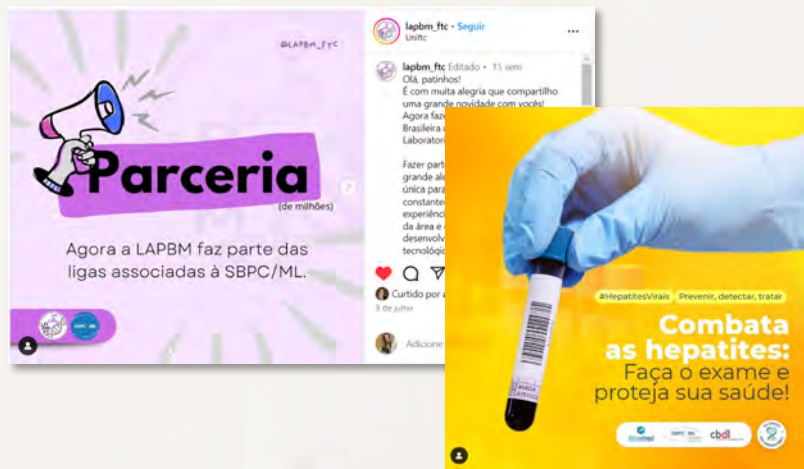 @LAPBM_FTC
Parceria
(de milhões)
Agora a LAPBM faz parte das
ligas associadas à SBPC/ML.
lapbm_ftc • Seguir
Uniftc
lapbm_ftc Editado • 11 sem
Olá, patinhos!
É com muita alegria que compartilho
uma grande novidade com vocês!
Agora faze
Brasileira
Laboratori
Fazer part
grande ale
única para
constante
experiênci
da área e
desenvolv
tecnológic
Curtido por
9 de julho
Adicione
#HepatitesVirais Prevenir, detectar, tratar
Combata
as hepatites:
Faça o exame e
proteja sua saúde!
SBPC ML cbdl